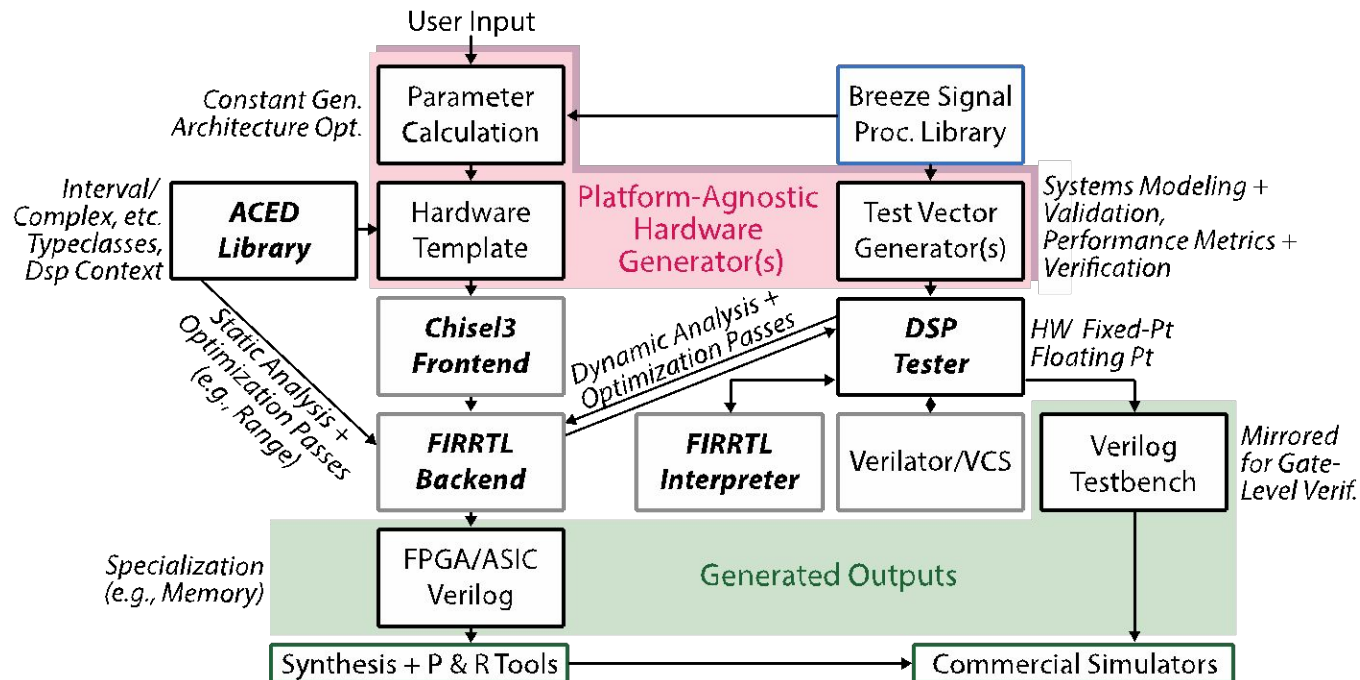 User Input
Constant Gen.
Architecture Opt.
Parameter
Calculation
Breeze Signal
Proc. Library
Interval/
Complex, etc.
Typeclasses,
Dsp Context
ACED
Library
Hardware
Template
Platform-Agnostic
Hardware
Generator(s)
Test Vector
Generator(s)
Systems Modeling +
Validation,
Performance Metrics +
Verification
Static Analysis +
Optimization Passes
(e.g., Range)
Chisel3
Frontend
Dynamic Analysis +
Optimization Passes
DSP
Tester
HW Fixed-Pt
Floating Pt
FIRRTL
Backend
FIRRTL
Interpreter
Verilator/VCS
Verilog
Testbench
Mirrored
for Gate-
Level Verif.
Specialization
(e.g., Memory)
FPGA/ASIC
Verilog
Generated Outputs
Synthesis + P & R Tools
Commercial Simulators